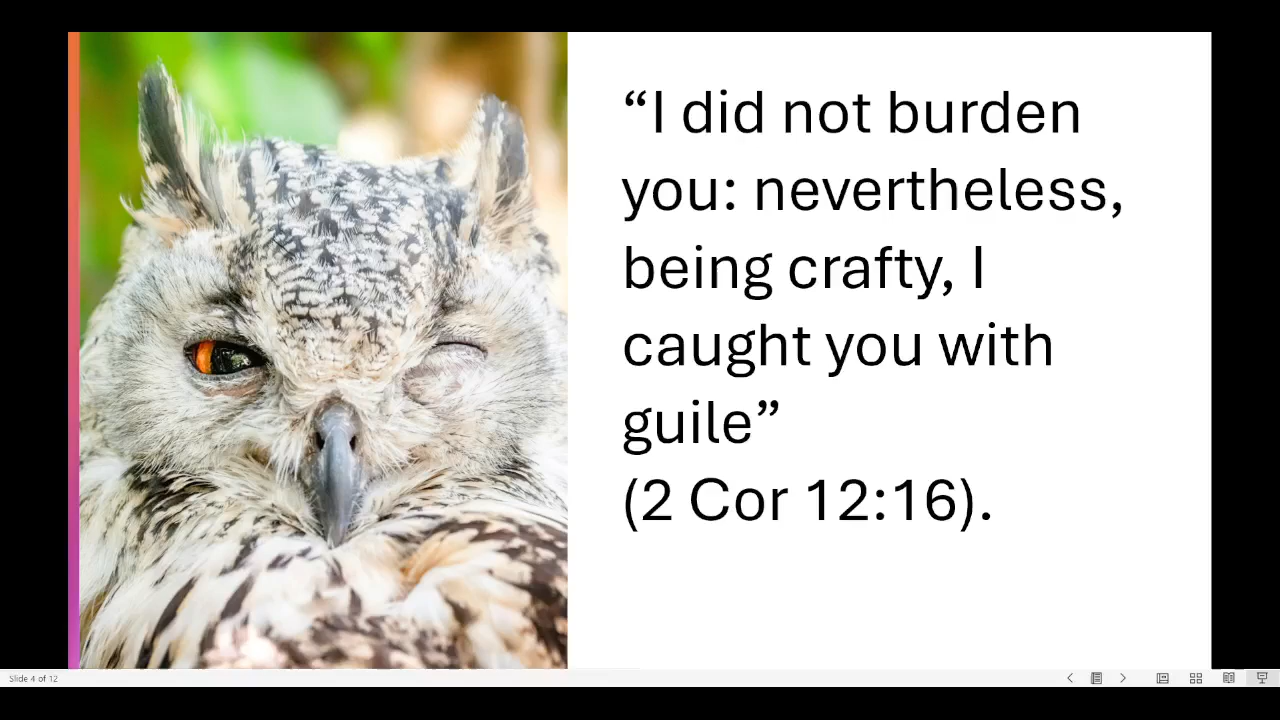 “I did not burden
you: nevertheless,
being crafty, I
caught you with
guile”
(2 Cor 12:16).
Slide 4 of 12